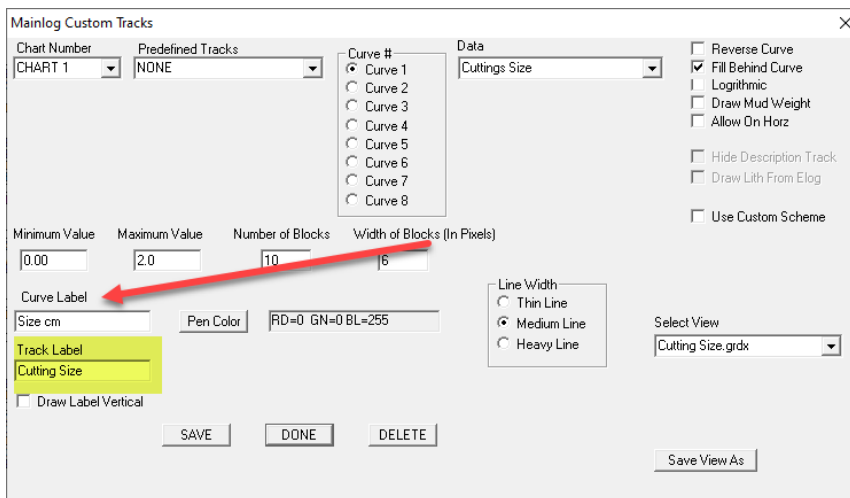 Mainlog Custom Tracks
Chart Number
CHART 1
Predefined Tracks
NONE
Curve #
Curve 1
Curve 2
Curve 3
Curve 4
Curve 5
Curve 6
Curve 7
Curve 8
Data
Cuttings Size
Reverse Curve
Fill Behind Curve
Logrithmic
Draw Mud Weight
Allow On Horz
Hide Description Track
Draw Lith From Elog
Use Custom Scheme
Minimum Value
0.00
Maximum Value
2.0
Number of Blocks
10
Width of Blocks (In Pixels)
6
Curve Label
Size cm
Pen Color
RD=0 GN=0 BL=255
Line Width
Thin Line
Medium Line
Heavy Line
Select View
Cutting Size.grdx
Track Label
Cutting Size
Draw Label Vertical
SAVE
DONE
DELETE
Save View As